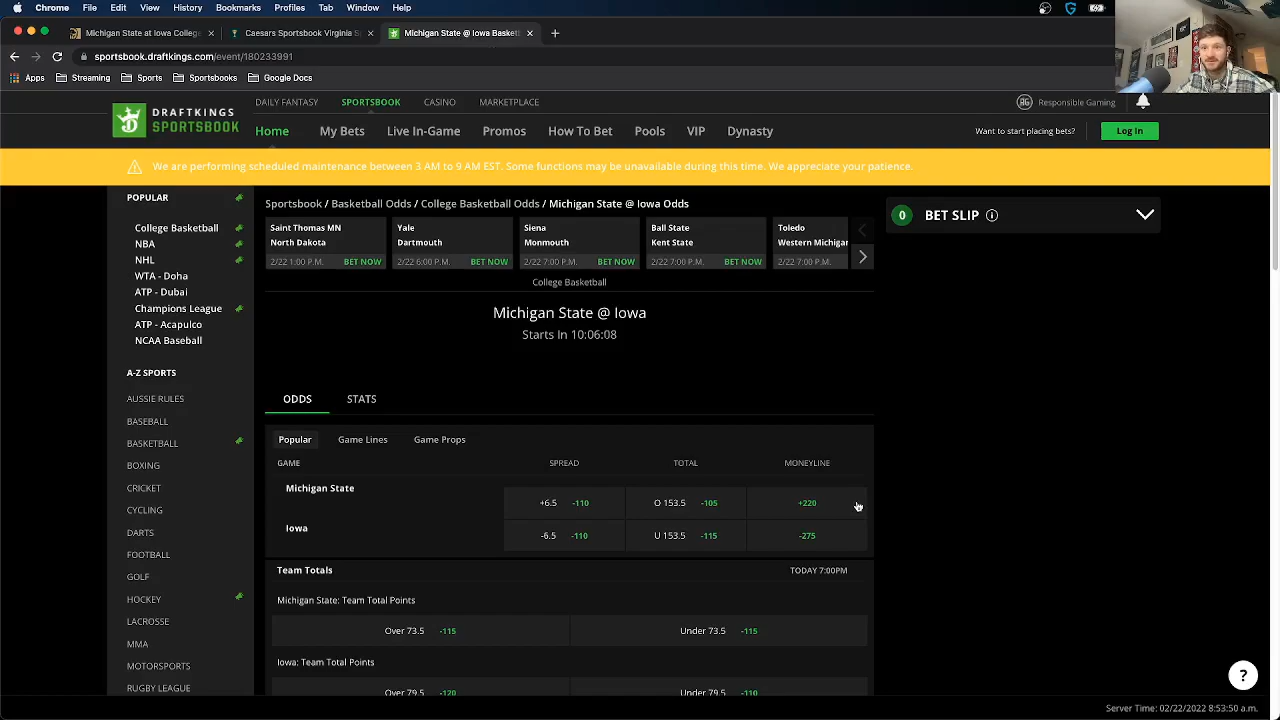 Chrome File Edit View History Bookmarks Profiles Tab Window Help
Michigan State at Iowa Colleg × Caesars Sportsbook Virginia S × Michigan State @ Iowa Basket × +
sportsbook.draftkings.com/event/180233991
Apps Streaming Sports Sportsbooks Google Docs
DAILY FANTASY SPORTSBOOK CASINO MARKETPLACE RG Responsible Gaming
DRAFTKINGS
SPORTSBOOK
Home My Bets Live In-Game Promos How To Bet Pools VIP Dynasty Want to start placing bets? Log In
We are performing scheduled maintenance between 3 AM to 9 AM EST. Some functions may be unavailable during this time. We appreciate your patience.
POPULAR
College Basketball
NBA
NHL
WTA - Doha
ATP - Dubai
Champions League
ATP - Acapulco
NCAA Baseball
A-Z SPORTS
AUSSIE RULES
BASEBALL
BASKETBALL
BOXING
CRICKET
CYCLING
DARTS
FOOTBALL
GOLF
HOCKEY
LACROSSE
MMA
MOTORSPORTS
RUGBY LEAGUE
Sportsbook / Basketball Odds / College Basketball Odds / Michigan State @ Iowa Odds
Saint Thomas MN Yale Siena Ball State Toledo
North Dakota Dartmouth Monmouth Kent State Western Michigan
2/22 1:00 P.M. BET NOW 2/22 6:00 P.M. BET NOW 2/22 7:00 P.M. BET NOW 2/22 7:00 P.M. BET NOW 2/22 7:00 P.M.
College Basketball
Michigan State @ Iowa
Starts In 10:06:08
ODDS STATS
Popular Game Lines Game Props
GAME SPREAD TOTAL MONEYLINE
Michigan State +6.5 -110 O 153.5 -105 +220
Iowa -6.5 -110 U 153.5 -115 -275
Team Totals TODAY 7:00PM
Michigan State: Team Total Points
Over 73.5 -115 Under 73.5 -115
Iowa: Team Total Points
Over 79.5 -120 Under 79.5 -110
0 BET SLIP i
?
Server Time: 02/22/2022 8:53:50 a.m.